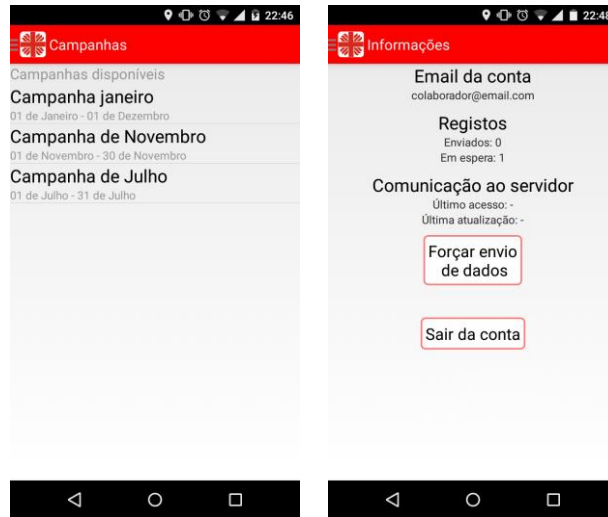 22:46
Campanhas
Campanhas disponíveis
Campanha janeiro
01 de Janeiro - 01 de Dezembro
Campanha de Novembro
01 de Novembro - 30 de Novembro
Campanha de Julho
01 de Julho - 31 de Julho
22:48
Informações
Email da conta
colaborador@email.com
Registos
Enviados: 0
Em espera: 1
Comunicação ao servidor
Último acesso: -
Última atualização: -
Forçar envio
de dados
Sair da conta